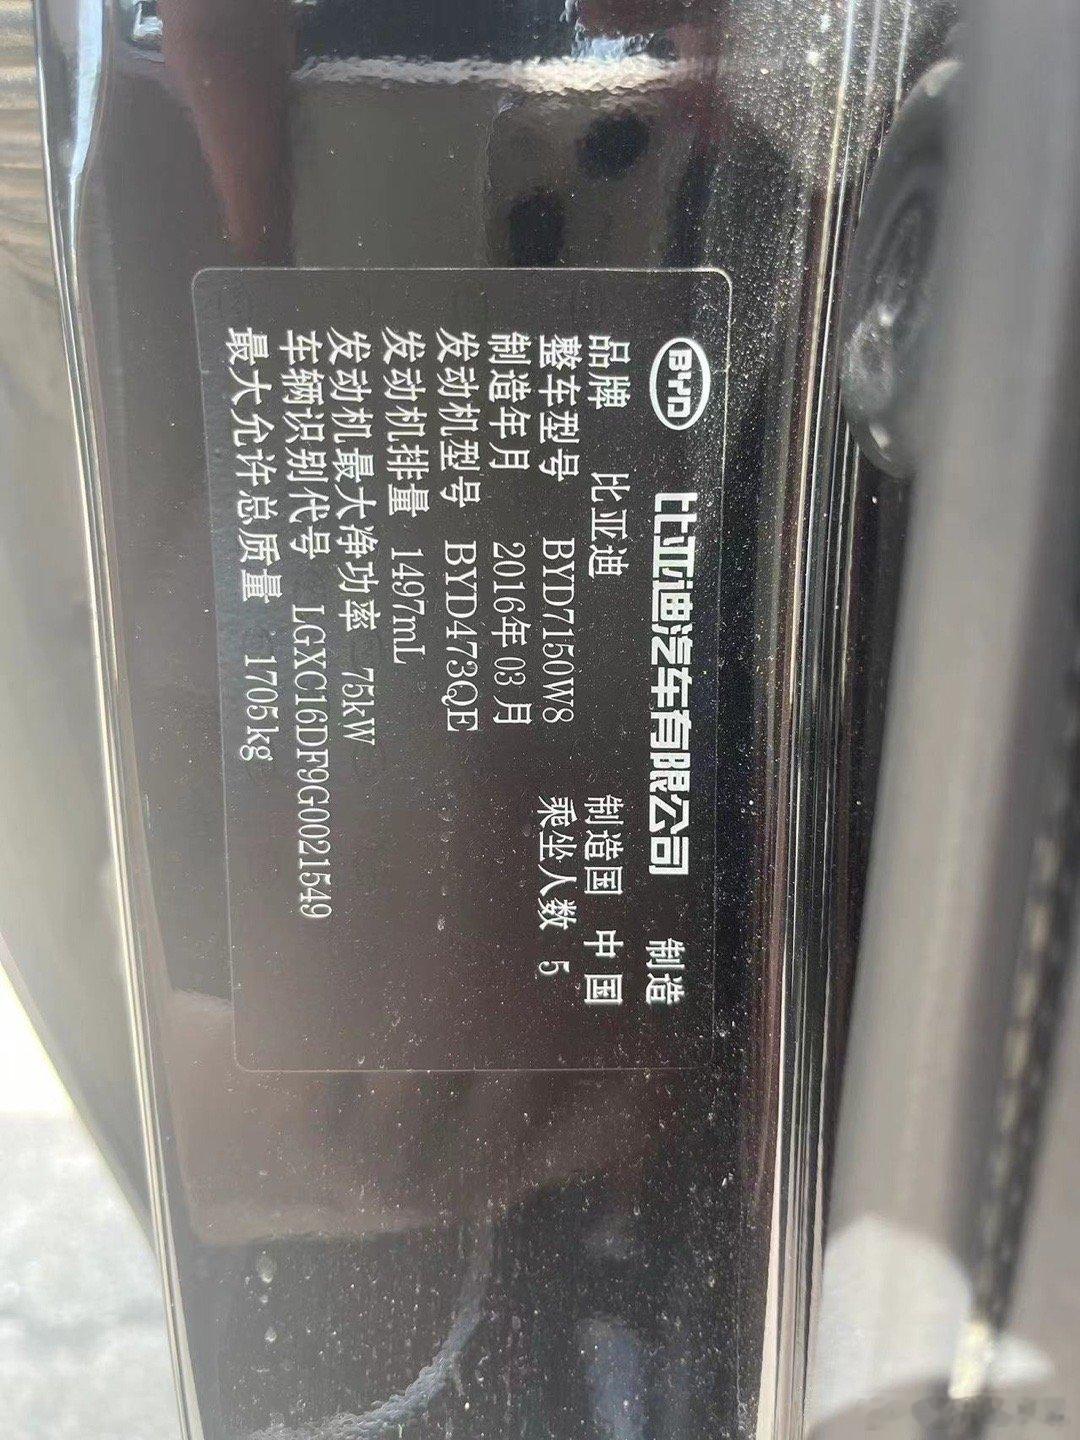 BYD 比亚迪汽车有限公司 制造
品牌 比亚迪 制造国 中国
整车型号 BYD7150W8 乘坐人数 5
制造年月 2016年03月
发动机型号 BYD473QE
发动机排量 1497mL
发动机最大净功率 75kW
车辆识别代号 LGXC16DF9G0021549
最大允许总质量 1705kg